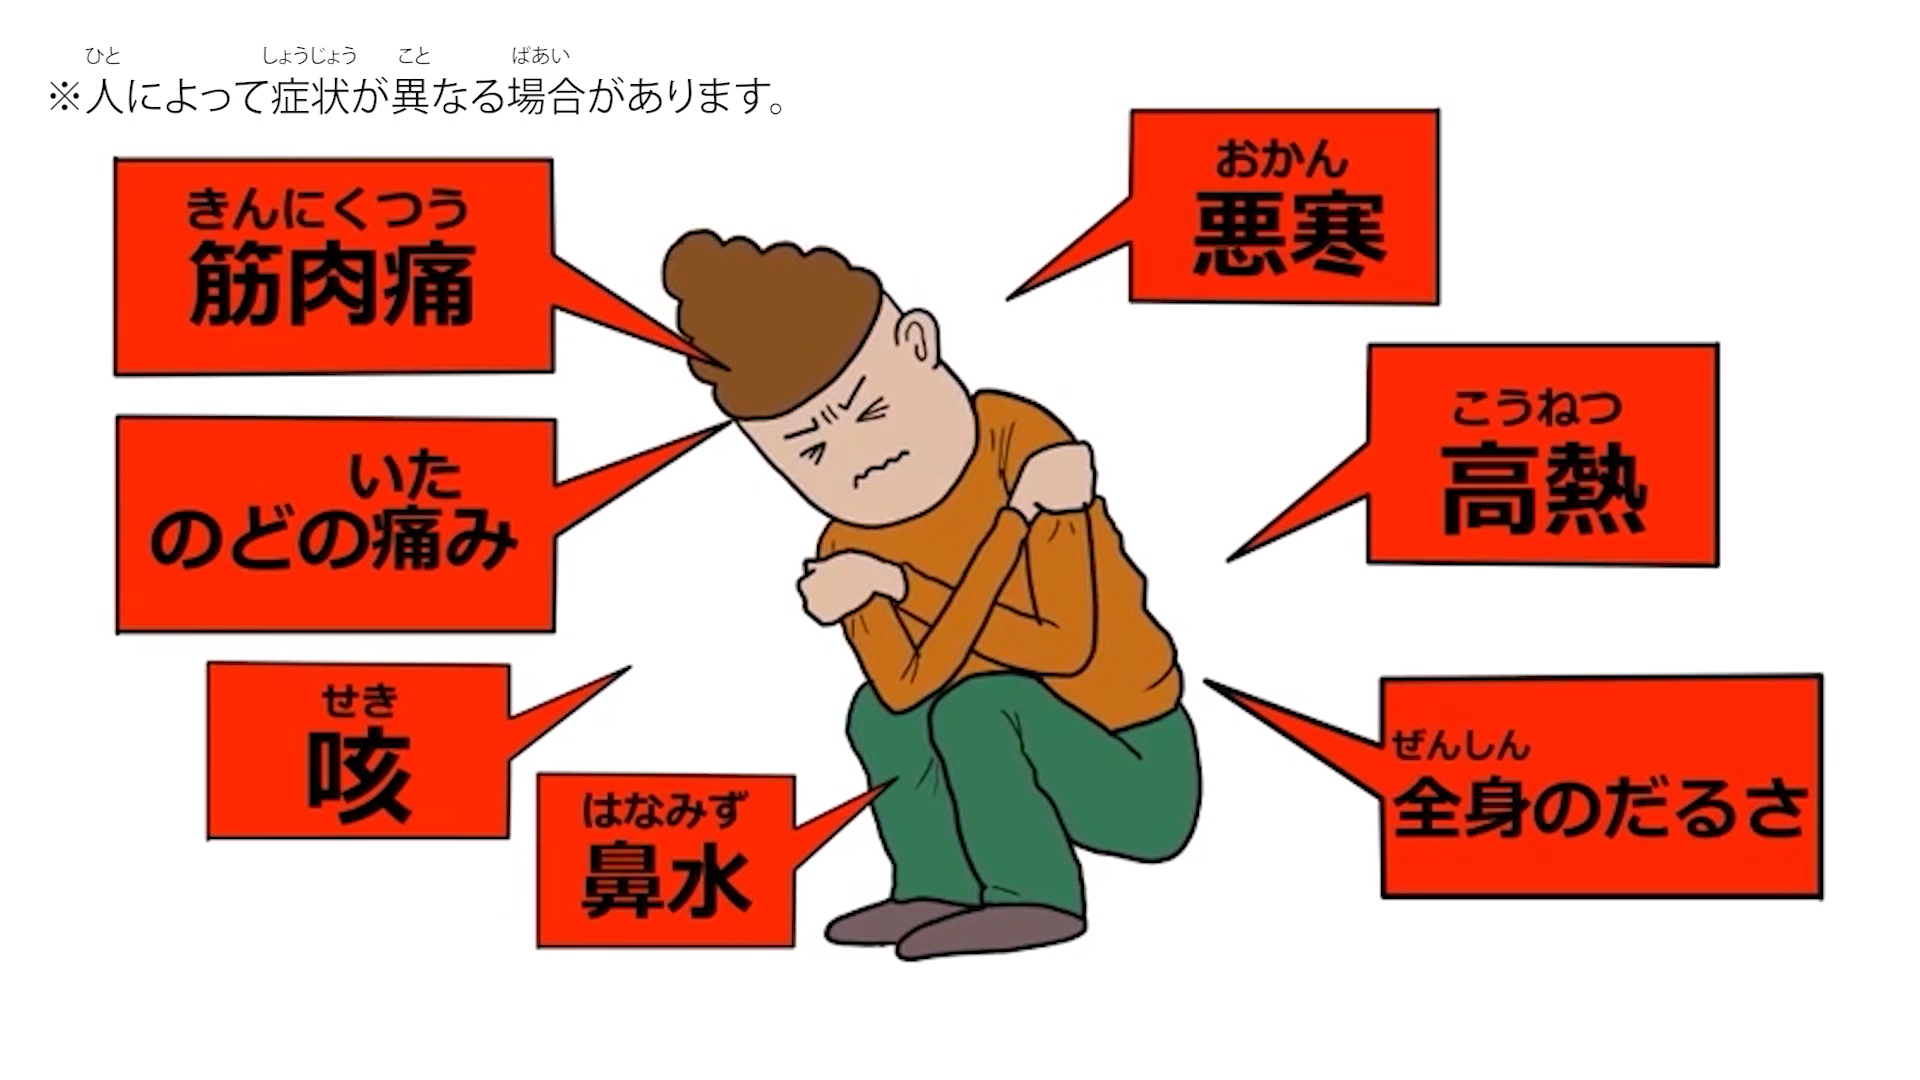 ひと しょうじょう こと ばあい
※人によって症状が異なる場合があります。
きんにくつう
筋肉痛
いた
のどの痛み
せき
咳
はなみず
鼻水
おかん
悪寒
こうねつ
高熱
ぜんしん
全身のだるさ